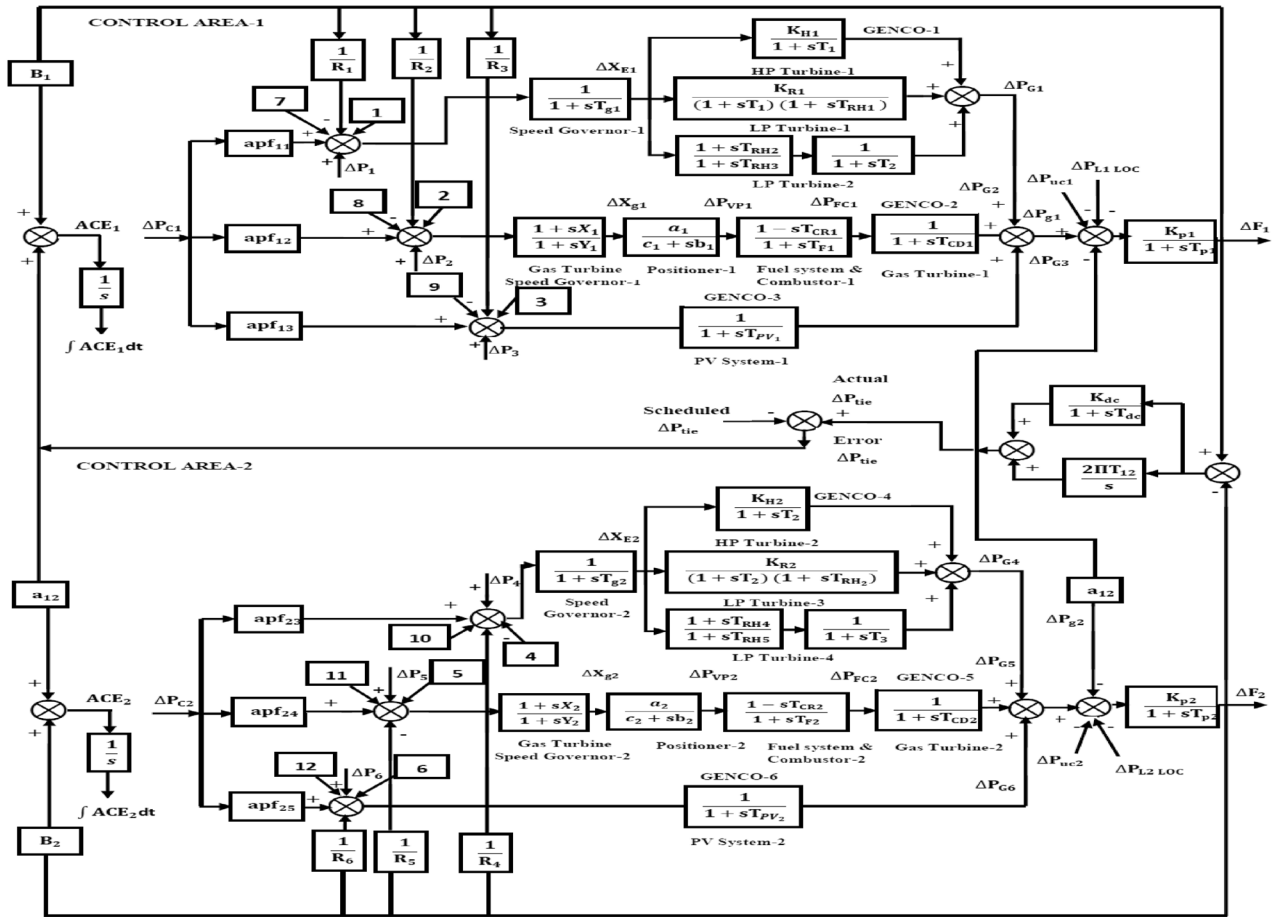 CONTROL AREA-1
B₁
1/R₁
1/R₂
1/R₃
ΔX_E1
K_H1/(1 + sT₁)
GENCO-1
HP Turbine-1
7
1
-
+
+
ΔP₁
apf₁₁
1/(1 + sT_g1)
Speed Governor-1
K_R1/((1 + sT₁) (1 + sT_RH1))
LP Turbine-1
(1 + sT_RH2)/(1 + sT_RH3)
1/(1 + sT₂)
LP Turbine-2
+
+
+
ΔP_G1
ΔP_uc1
ΔP_L1 LOC
+
ACE₁
1/s
∫ ACE₁dt
ΔP_C1
apf₁₂
8
2
-
+
+
ΔP₂
ΔX_g1
(1 + sX₁)/(1 + sY₁)
Gas Turbine
Speed Governor-1
ΔP_VP1
a₁/(c₁ + sb₁)
Positioner-1
ΔP_FC1
(1 - sT_CR1)/(1 + sT_F1)
Fuel system &
Combustor-1
GENCO-2
1/(1 + sT_CD1)
Gas Turbine-1
ΔP_G2
+
+
+
ΔP_g1
ΔP_G3
+
-
-
-
K_p1/(1 + sT_p1)
ΔF₁
9
3
-
+
+
ΔP₃
apf₁₃
GENCO-3
1/(1 + sT_PV₁)
PV System-1
Scheduled
ΔP_tie
-
Actual
ΔP_tie
+
Error
ΔP_tie
K_dc/(1 + sT_dc)
+
+
2ΠT₁₂/s
+
-
CONTROL AREA-2
K_H2/(1 + sT₂)
GENCO-4
HP Turbine-2
ΔX_E2
ΔP₄
+
+
-
10
4
apf₂₃
1/(1 + sT_g2)
Speed
Governor-2
K_R2/((1 + sT₂) (1 + sT_RH₂))
LP Turbine-3
(1 + sT_RH4)/(1 + sT_RH5)
1/(1 + sT₃)
LP Turbine-4
+
+
+
ΔP_G4
a₁₂
a₁₂
ΔP_g2
+
+
ACE₂
1/s
∫ ACE₂dt
ΔP_C2
11
ΔP₅
5
+
+
-
apf₂₄
ΔX_g2
(1 + sX₂)/(1 + sY₂)
Gas Turbine
Speed Governor-2
ΔP_VP2
a₂/(c₂ + sb₂)
Positioner-2
ΔP_FC2
(1 - sT_CR2)/(1 + sT_F2)
Fuel system &
Combustor-2
GENCO-5
1/(1 + sT_CD2)
Gas Turbine-2
ΔP_G5
+
+
+
ΔP_G6
+
-
-
-
ΔP_uc2
ΔP_L2 LOC
K_p2/(1 + sT_p2)
ΔF₂
12
ΔP₆
6
+
+
-
apf₂₅
GENCO-6
1/(1 + sT_PV₂)
PV System-2
B₂
1/R₆
1/R₅
1/R₄